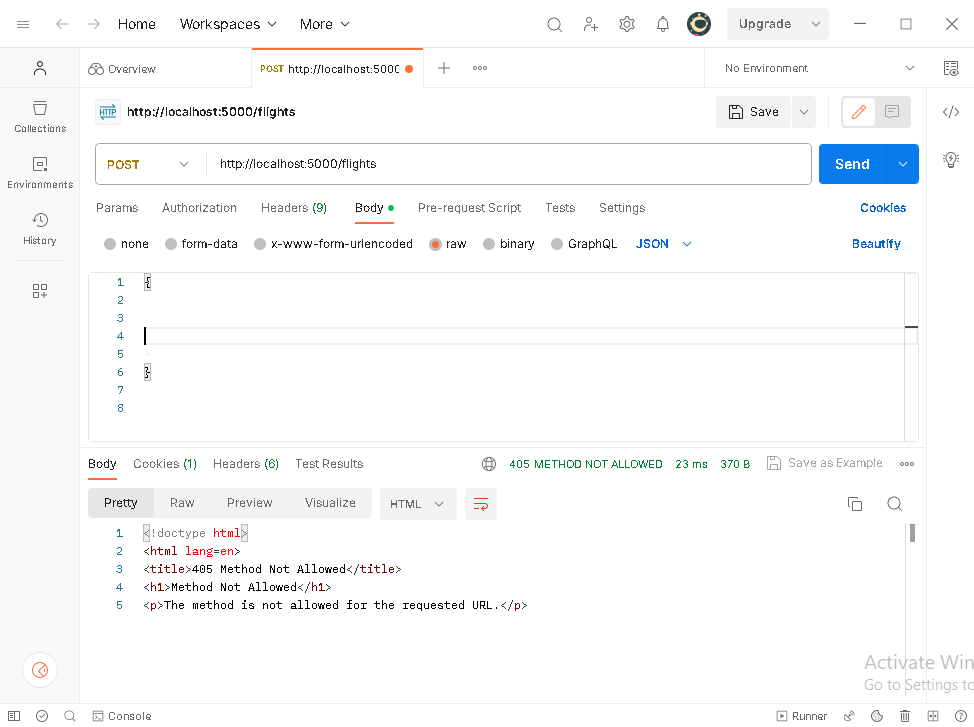 Home Workspaces More Upgrade
Overview POST http://localhost:5000 No Environment
HTTP http://localhost:5000/flights Save
Collections
Environments
History
POST http://localhost:5000/flights Send
Params Authorization Headers (9) Body Pre-request Script Tests Settings Cookies
none form-data x-www-form-urlencoded raw binary GraphQL JSON Beautify
1 {
2
3
4
5
6 }
7
8
Body Cookies (1) Headers (6) Test Results 405 METHOD NOT ALLOWED 23 ms 370 B Save as Example
Pretty Raw Preview Visualize HTML
1 <!doctype html>
2 <html lang=en>
3 <title>405 Method Not Allowed</title>
4 <h1>Method Not Allowed</h1>
5 <p>The method is not allowed for the requested URL.</p>
Activate Win
Go to Settings to
Console Runner